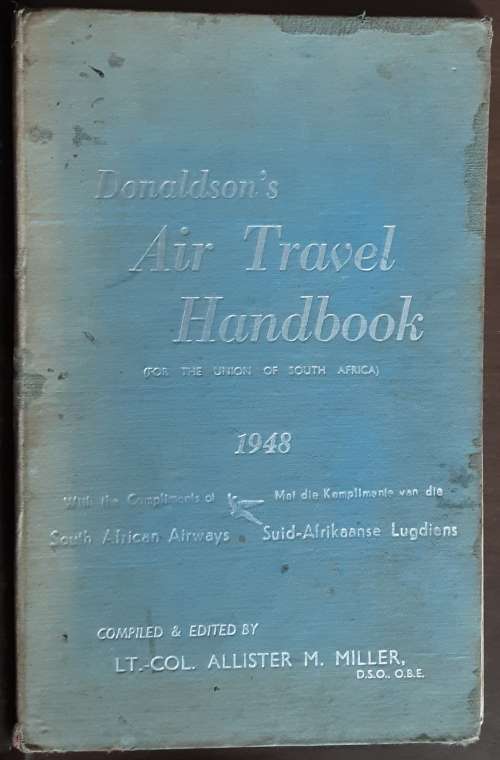 Donaldson's
Air Travel
Handbook
(FOR THE UNION OF SOUTH AFRICA)
1948
With the Compliments of
South African Airways
Met die Komplimente van die
Suid-Afrikaanse Lugdiens
COMPILED & EDITED BY
LT.-COL. ALLISTER M. MILLER,
D.S.O., O.B.E.